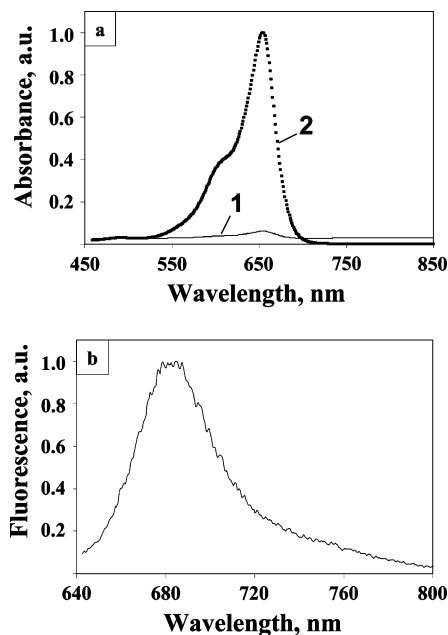 a
Absorbance, a.u.
1.0
0.8
0.6
0.4
0.2
2
1
450 550 650 750 850
Wavelength, nm
b
Fluorescence, a.u.
1.0
0.8
0.6
0.4
0.2
640 680 720 760 800
Wavelength, nm